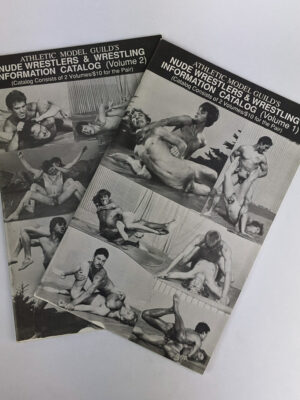 ATHLETIC MODEL GUILD'S
NUDE WRESTLERS & WRESTLING
INFORMATION CATALOG (Volume 2)
(Catalog Consists of 2 Volumes/$10 for the Pair)
ATHLETIC MODEL GUILD'S
NUDE WRESTLERS & WRESTLING
INFORMATION CATALOG (Volume 1)
(Catalog Consists of 2 Volumes/$10 for the Pair)